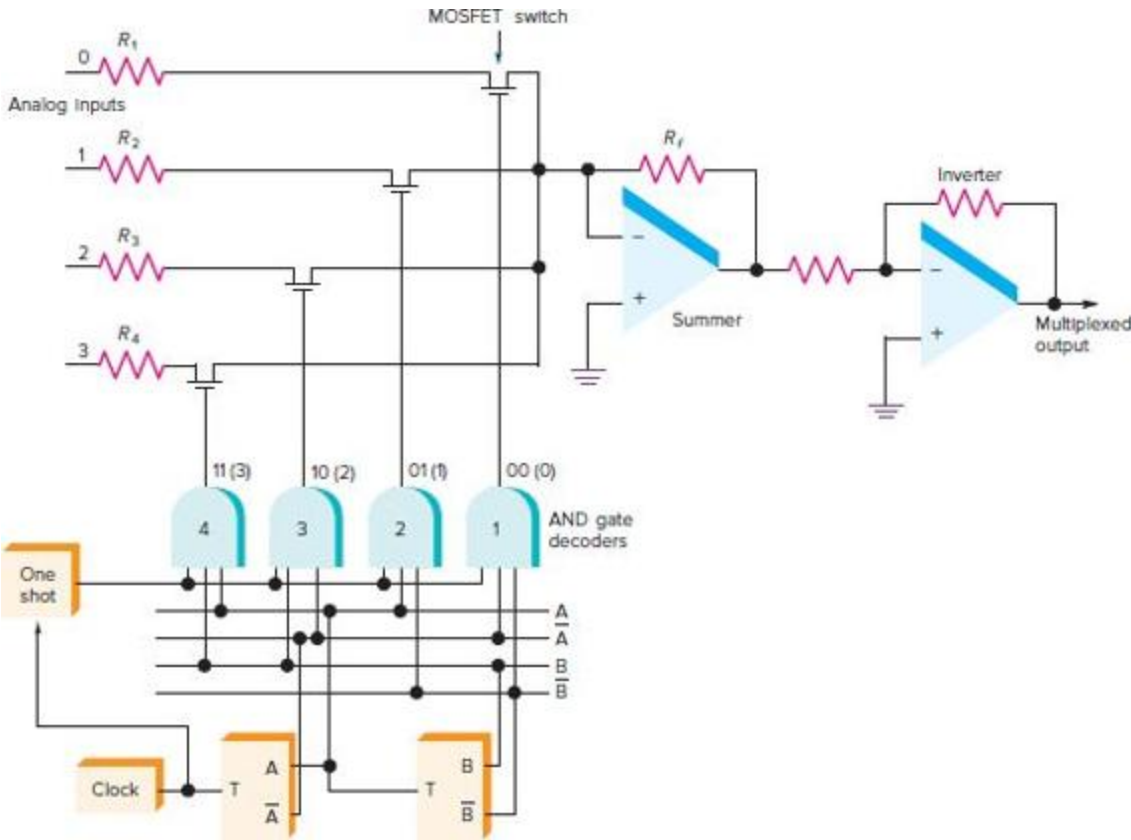 MOSFET switch
0
R₁
Analog inputs
1
R₂
2
R₃
3
R₄
R_f
−
+
Summer
Inverter
−
+
Multiplexed
output
11 (3)
10 (2)
01 (1)
00 (0)
4
3
2
1
AND gate
decoders
One
shot
A
A̅
B
B̅
Clock
T
A
A̅
T
B
B̅